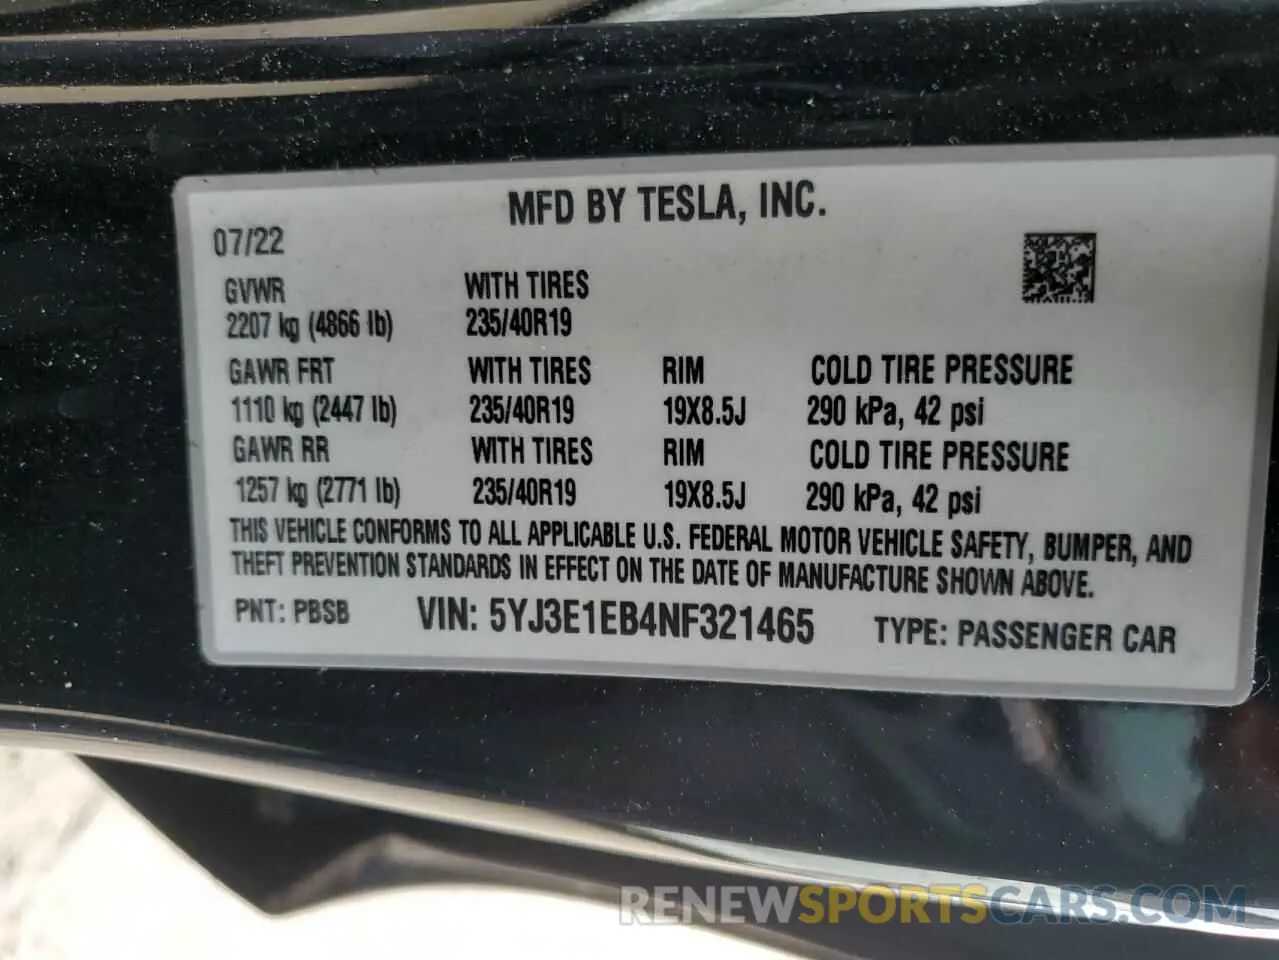 MFD BY TESLA, INC.
07/22
GVWR WITH TIRES
2207 kg (4866 lb) 235/40R19
GAWR FRT WITH TIRES RIM COLD TIRE PRESSURE
1110 kg (2447 lb) 235/40R19 19X8.5J 290 kPa, 42 psi
GAWR RR WITH TIRES RIM COLD TIRE PRESSURE
1257 kg (2771 lb) 235/40R19 19X8.5J 290 kPa, 42 psi
THIS VEHICLE CONFORMS TO ALL APPLICABLE U.S. FEDERAL MOTOR VEHICLE SAFETY, BUMPER, AND
THEFT PREVENTION STANDARDS IN EFFECT ON THE DATE OF MANUFACTURE SHOWN ABOVE.
PNT: PBSB VIN: 5YJ3E1EB4NF321465 TYPE: PASSENGER CAR
RENEWSPORTSCARS.COM